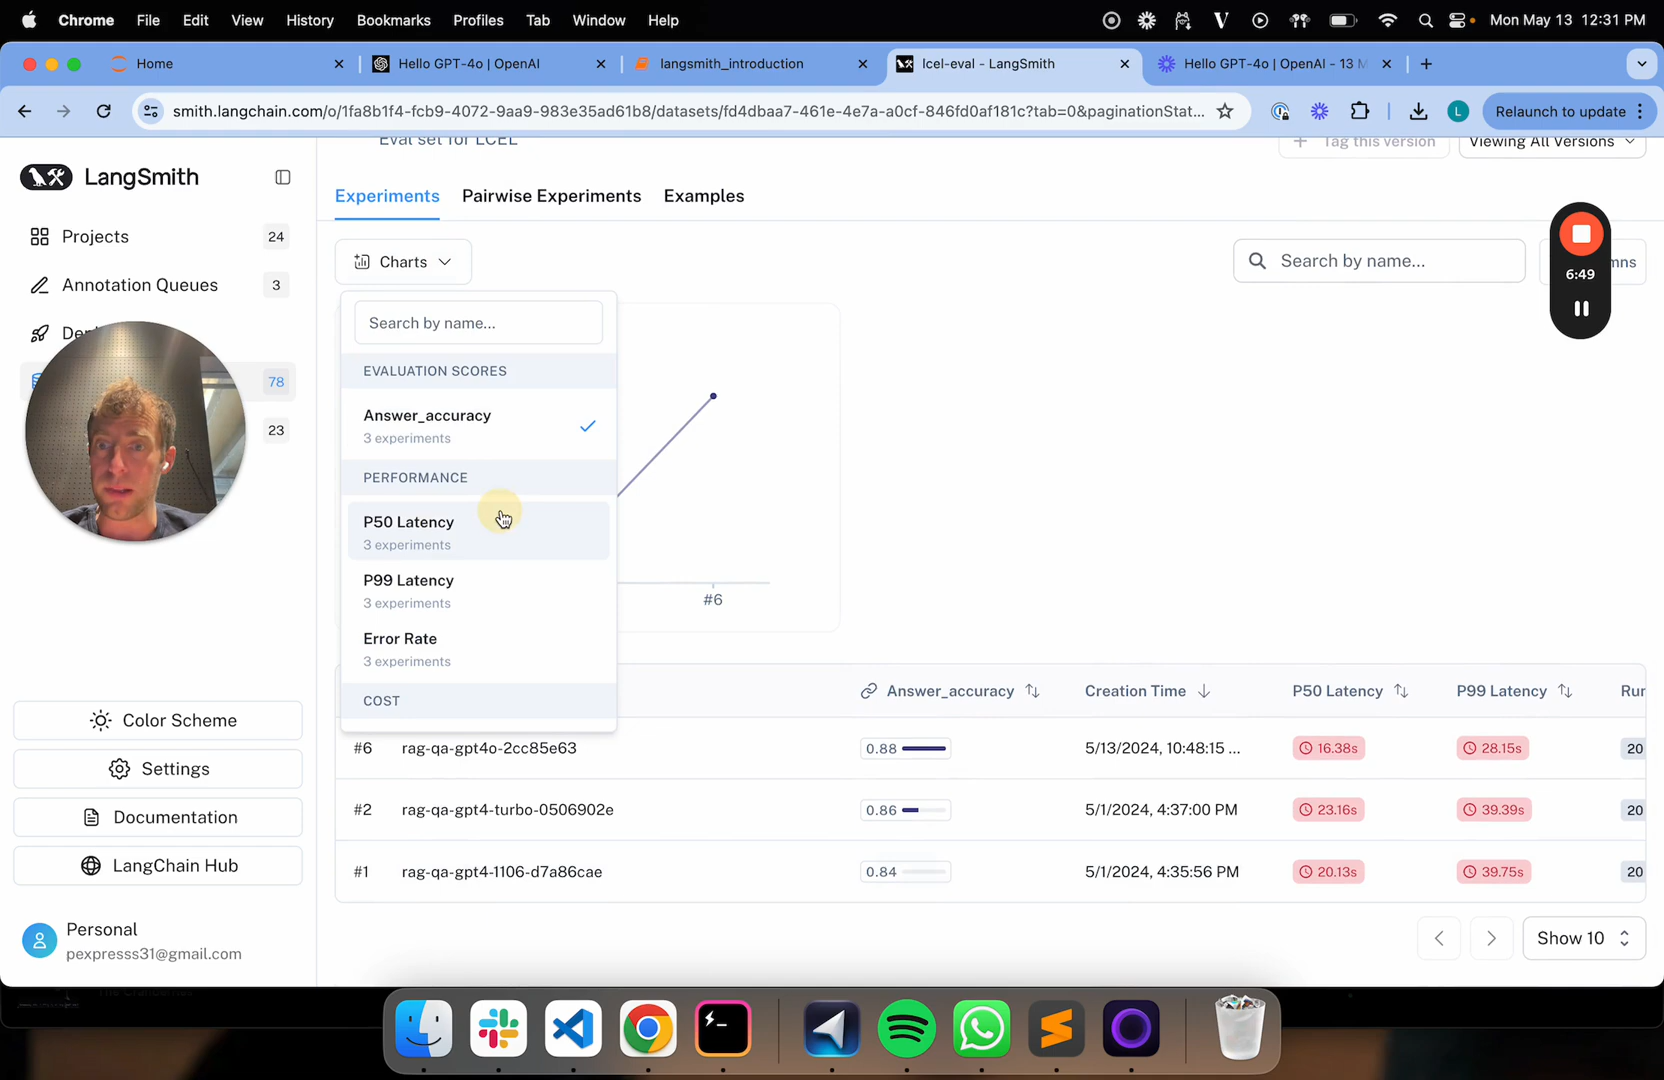 Chrome File Edit View History Bookmarks Profiles Tab Window Help Mon May 13 12:31 PM
Home Hello GPT-4o | OpenAI langsmith_introduction lcel-eval - LangSmith Hello GPT-4o | OpenAI - 13 M
smith.langchain.com/o/1fa8b1f4-fcb9-4072-9aa9-983e35ad61b8/datasets/fd4dbaa7-461e-4e7a-a0cf-846fd0af181c?tab=0&paginationStat... L Relaunch to update
Eval set for LCEL Tag this version Viewing All Versions
LangSmith
Experiments Pairwise Experiments Examples
Projects 24
Charts
Search by name...
Annotation Queues 3
6:49
Search by name...
EVALUATION SCORES
78
Answer_accuracy
3 experiments
23
PERFORMANCE
P50 Latency
3 experiments
P99 Latency
3 experiments
#6
Error Rate
3 experiments
COST
Answer_accuracy Creation Time P50 Latency P99 Latency Rur
#6 rag-qa-gpt4o-2cc85e63 0.88 5/13/2024, 10:48:15 ... 16.38s 28.15s 20
#2 rag-qa-gpt4-turbo-0506902e 0.86 5/1/2024, 4:37:00 PM 23.16s 39.39s 20
#1 rag-qa-gpt4-1106-d7a86cae 0.84 5/1/2024, 4:35:56 PM 20.13s 39.75s 20
Color Scheme
Settings
Documentation
LangChain Hub
Personal
pexpresss31@gmail.com
Show 10